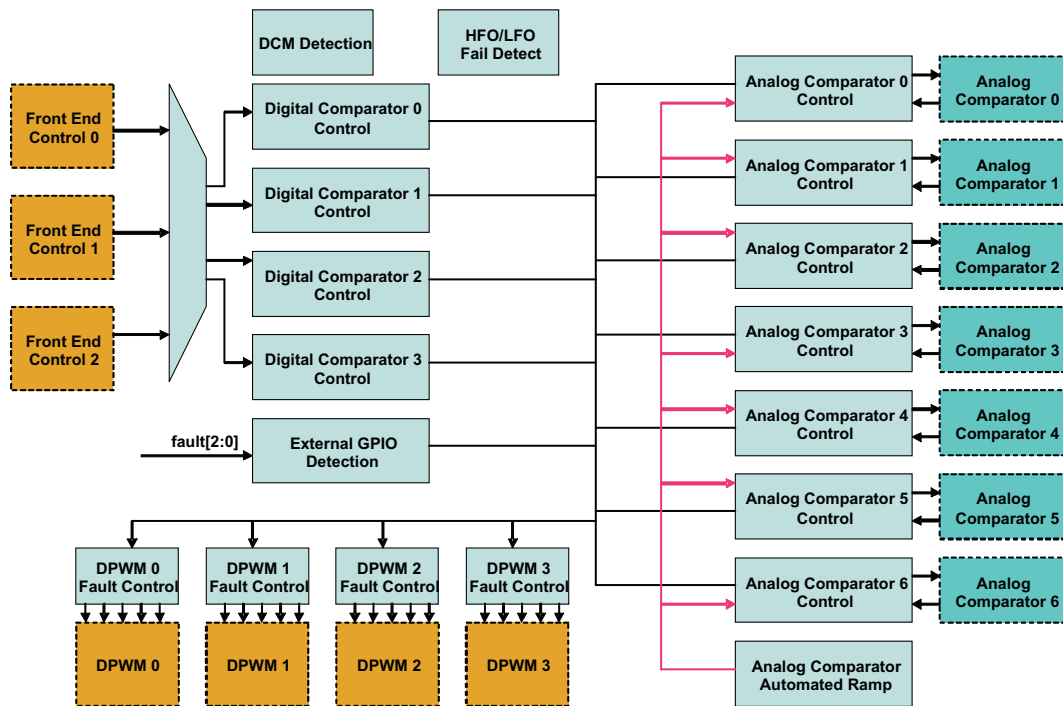 DCM Detection
HFO/LFO
Fail Detect
Front End
Control 0
Front End
Control 1
Front End
Control 2
Digital Comparator 0
Control
Digital Comparator 1
Control
Digital Comparator 2
Control
Digital Comparator 3
Control
fault[2:0]
External GPIO
Detection
Analog Comparator 0
Control
Analog
Comparator 0
Analog Comparator 1
Control
Analog
Comparator 1
Analog Comparator 2
Control
Analog
Comparator 2
Analog Comparator 3
Control
Analog
Comparator 3
Analog Comparator 4
Control
Analog
Comparator 4
Analog Comparator 5
Control
Analog
Comparator 5
Analog Comparator 6
Control
Analog
Comparator 6
Analog Comparator
Automated Ramp
DPWM 0
Fault Control
DPWM 1
Fault Control
DPWM 2
Fault Control
DPWM 3
Fault Control
DPWM 0
DPWM 1
DPWM 2
DPWM 3